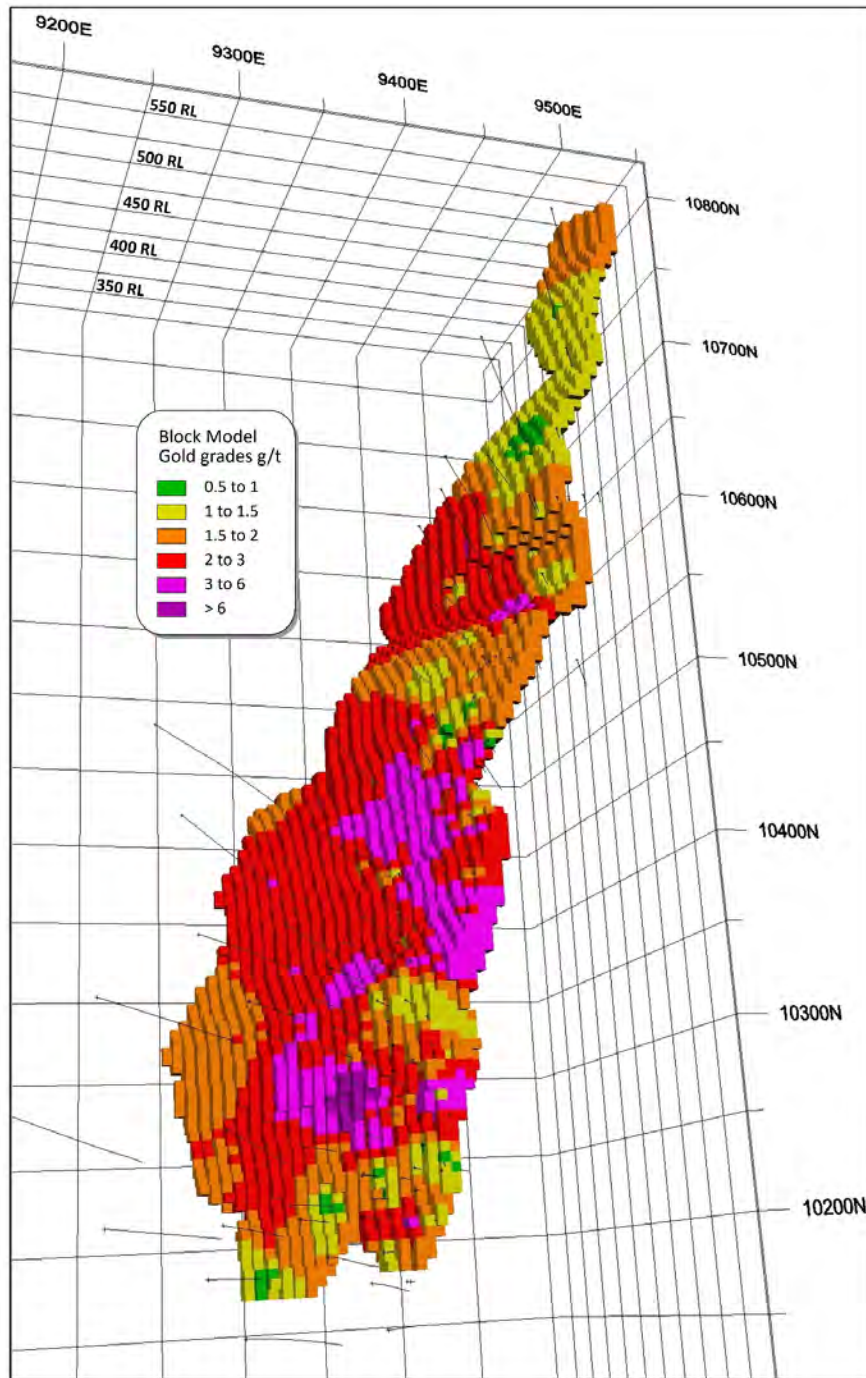 9200E
9300E
9400E
9500E
550 RL
500 RL
450 RL
400 RL
350 RL
10800N
10700N
10600N
10500N
10400N
10300N
10200N
Block Model
Gold grades g/t
0.5 to 1
1 to 1.5
1.5 to 2
2 to 3
3 to 6
> 6